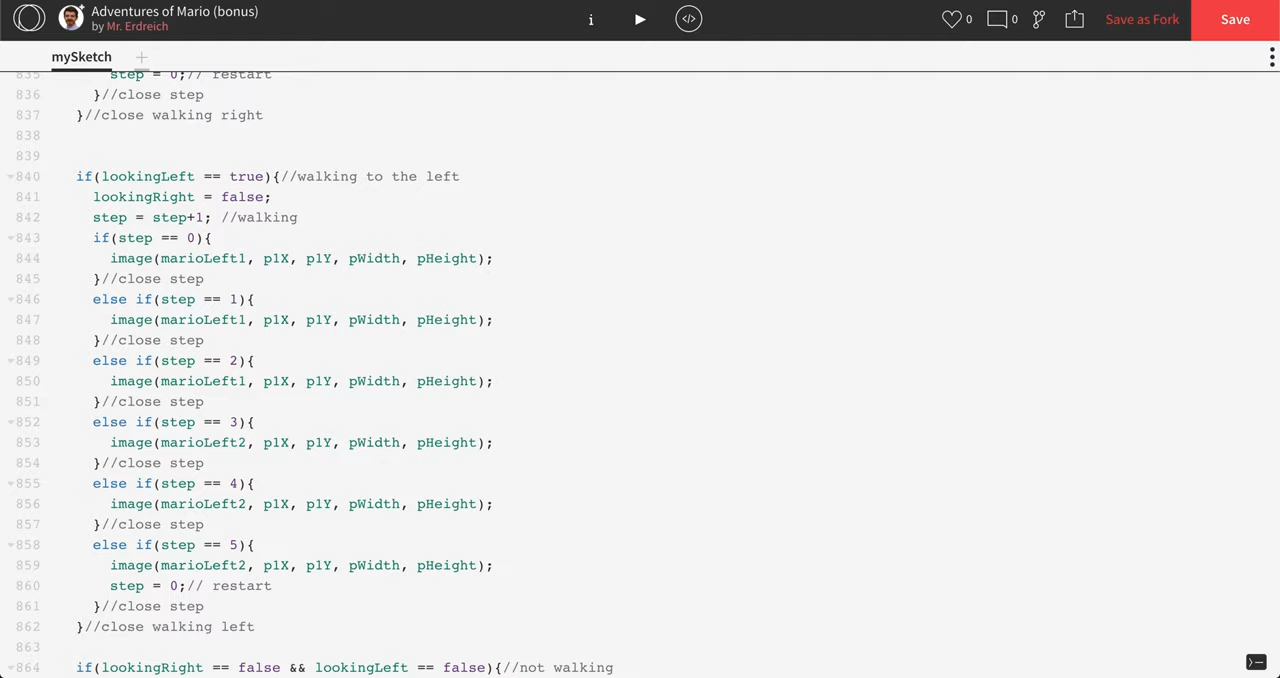 Adventures of Mario (bonus)
by Mr. Erdreich
i
</>
0
0
Save as Fork
Save
mySketch
+
835 step = 0;// restart
836 }//close step
837 }//close walking right
838
839
840 if(lookingLeft == true){//walking to the left
841 lookingRight = false;
842 step = step+1; //walking
843 if(step == 0){
844 image(marioLeft1, p1X, p1Y, pWidth, pHeight);
845 }//close step
846 else if(step == 1){
847 image(marioLeft1, p1X, p1Y, pWidth, pHeight);
848 }//close step
849 else if(step == 2){
850 image(marioLeft1, p1X, p1Y, pWidth, pHeight);
851 }//close step
852 else if(step == 3){
853 image(marioLeft2, p1X, p1Y, pWidth, pHeight);
854 }//close step
855 else if(step == 4){
856 image(marioLeft2, p1X, p1Y, pWidth, pHeight);
857 }//close step
858 else if(step == 5){
859 image(marioLeft2, p1X, p1Y, pWidth, pHeight);
860 step = 0;// restart
861 }//close step
862 }//close walking left
863
864 if(lookingRight == false && lookingLeft == false){//not walking